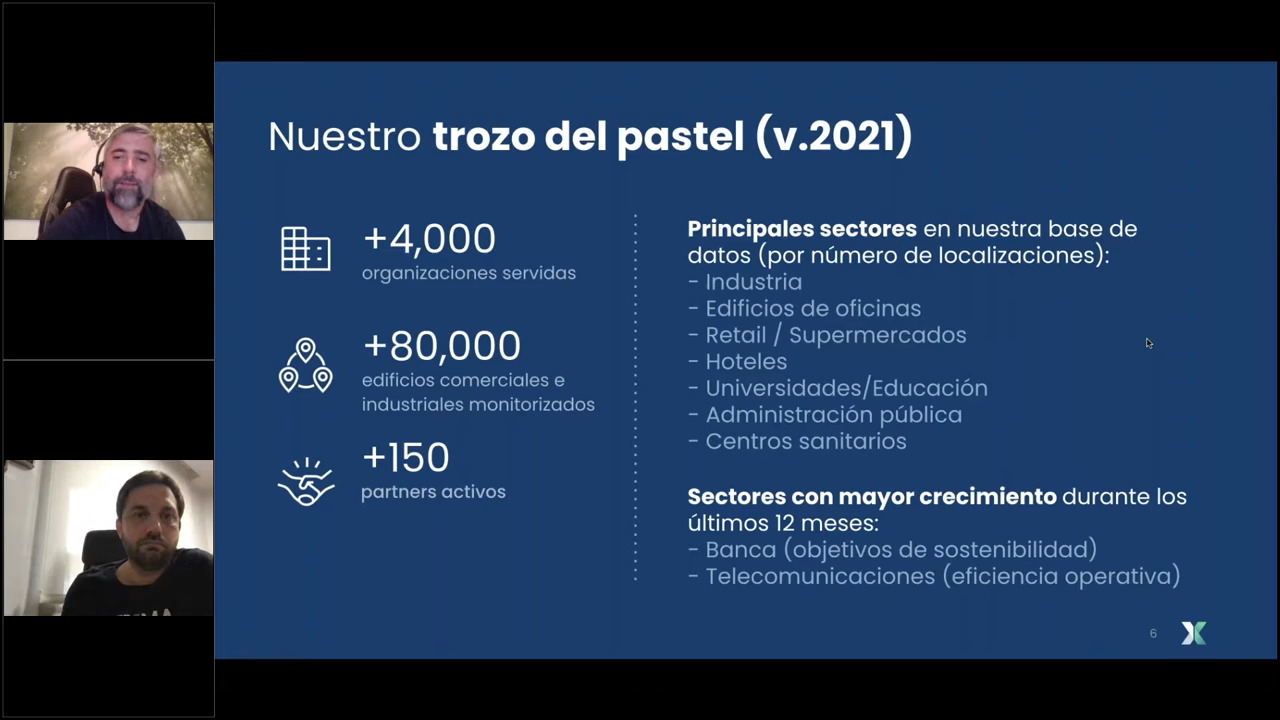 Nuestro trozo del pastel (v.2021)
+4,000
organizaciones servidas
+80,000
edificios comerciales e
industriales monitorizados
+150
partners activos
Principales sectores en nuestra base de
datos (por número de localizaciones):
- Industria
- Edificios de oficinas
- Retail / Supermercados
- Hoteles
- Universidades/Educación
- Administración pública
- Centros sanitarios
Sectores con mayor crecimiento durante los
últimos 12 meses:
- Banca (objetivos de sostenibilidad)
- Telecomunicaciones (eficiencia operativa)
6